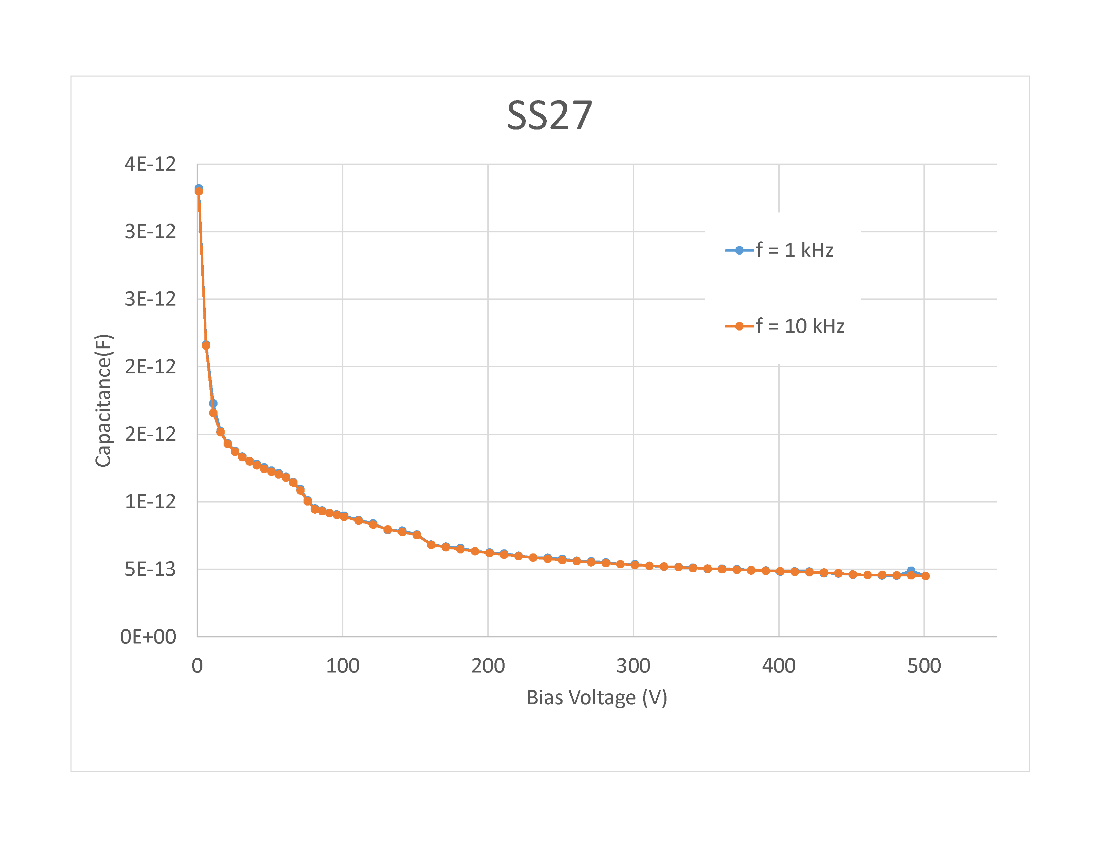 SS27
4E-12
3E-12
3E-12
2E-12
2E-12
1E-12
5E-13
0E+00
Capacitance(F)
f = 1 kHz
f = 10 kHz
0 100 200 300 400 500
Bias Voltage (V)